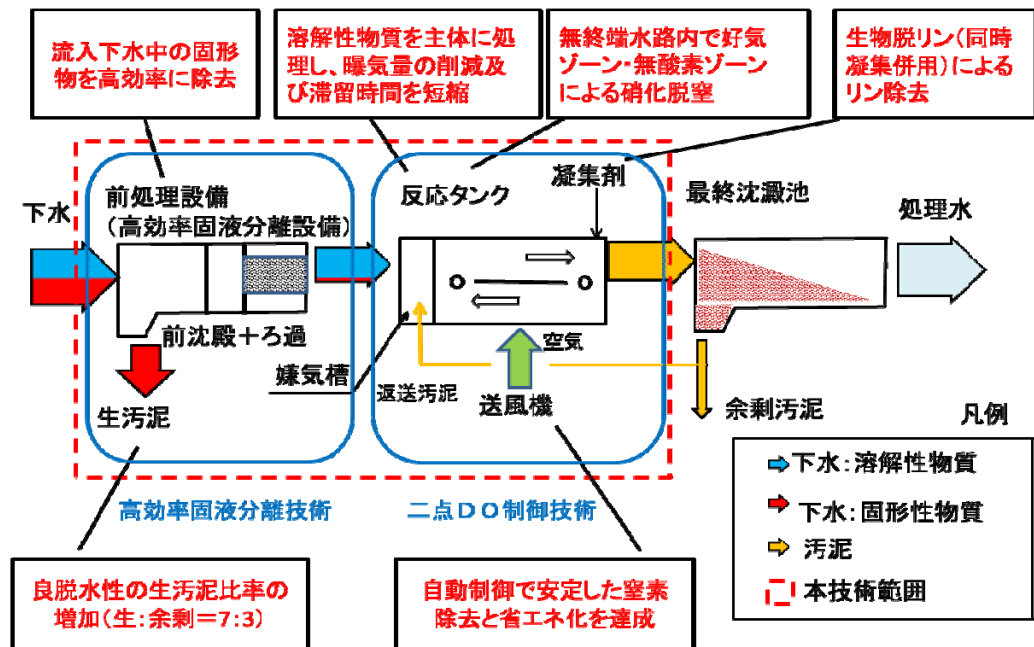 流入下水中の固形
物を高効率に除去
溶解性物質を主体に処
理し、曝気量の削減及
び滞留時間を短縮
無終端水路内で好気
ゾーン・無酸素ゾーン
による硝化脱窒
生物脱リン(同時
凝集併用)による
リン除去
下水
前処理設備
(高効率固液分離設備)
前沈殿+ろ過
生汚泥
反応タンク
凝集剤
最終沈澱池
処理水
嫌気槽
返送汚泥
空気
送風機
余剰汚泥
高効率固液分離技術
二点DO制御技術
凡例
下水:溶解性物質
下水:固形性物質
汚泥
本技術範囲
良脱水性の生汚泥比率の
増加(生:余剰=7:3)
自動制御で安定した窒素
除去と省エネ化を達成